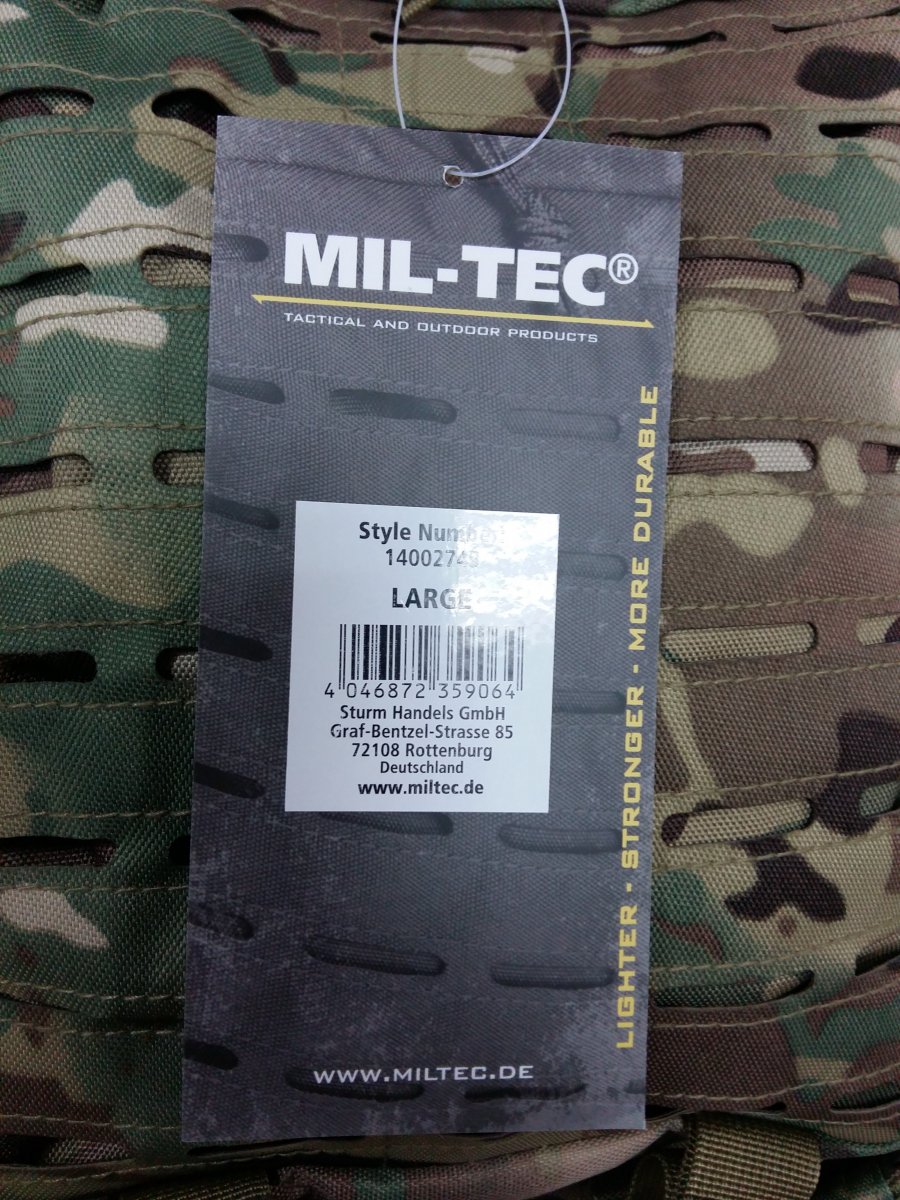 MIL-TEC®
TACTICAL AND OUTDOOR PRODUCTS
LIGHTER - STRONGER - MORE DURABLE
Style Number:
14002749
LARGE
4 046872 359064
Sturm Handels GmbH
Graf-Bentzel-Strasse 85
72108 Rottenburg
Deutschland
www.miltec.de
WWW.MILTEC.DE